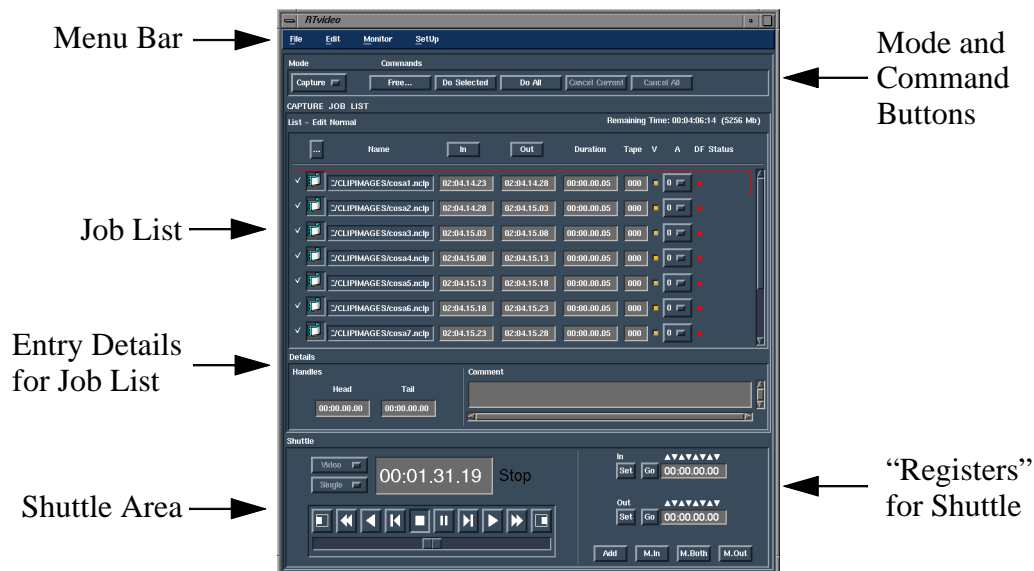 RTvideo
Menu Bar
File Edit Monitor SetUp
Mode and
Command
Buttons
Mode Commands
Capture Free... Do Selected Do All Cancel Current Cancel All
CAPTURE JOB LIST
List - Edit Normal Remaining Time: 00:04:06:14 (5256 Mb)
... Name In Out Duration Tape V A DF Status
:/CLIPIMAGES/cosa1.nclp 02:04.14.23 02:04.14.28 00:00.00.05 000 0
:/CLIPIMAGES/cosa2.nclp 02:04.14.28 02:04.15.03 00:00.00.05 000 0
Job List
:/CLIPIMAGES/cosa3.nclp 02:04.15.03 02:04.15.08 00:00.00.05 000 0
:/CLIPIMAGES/cosa4.nclp 02:04.15.08 02:04.15.13 00:00.00.05 000 0
:/CLIPIMAGES/cosa5.nclp 02:04.15.13 02:04.15.18 00:00.00.05 000 0
:/CLIPIMAGES/cosa6.nclp 02:04.15.18 02:04.15.23 00:00.00.05 000 0
:/CLIPIMAGES/cosa7.nclp 02:04.15.23 02:04.15.28 00:00.00.05 000 0
Entry Details
for Job List
Details
Handles Comment
Head Tail
00:00.00.00 00:00.00.00
Shuttle
Shuttle Area
Video
Single
00:01.31.19 Stop
In
Set Go 00:00.00.00
Out
Set Go 00:00.00.00
Add M.In M.Both M.Out
“Registers”
for Shuttle